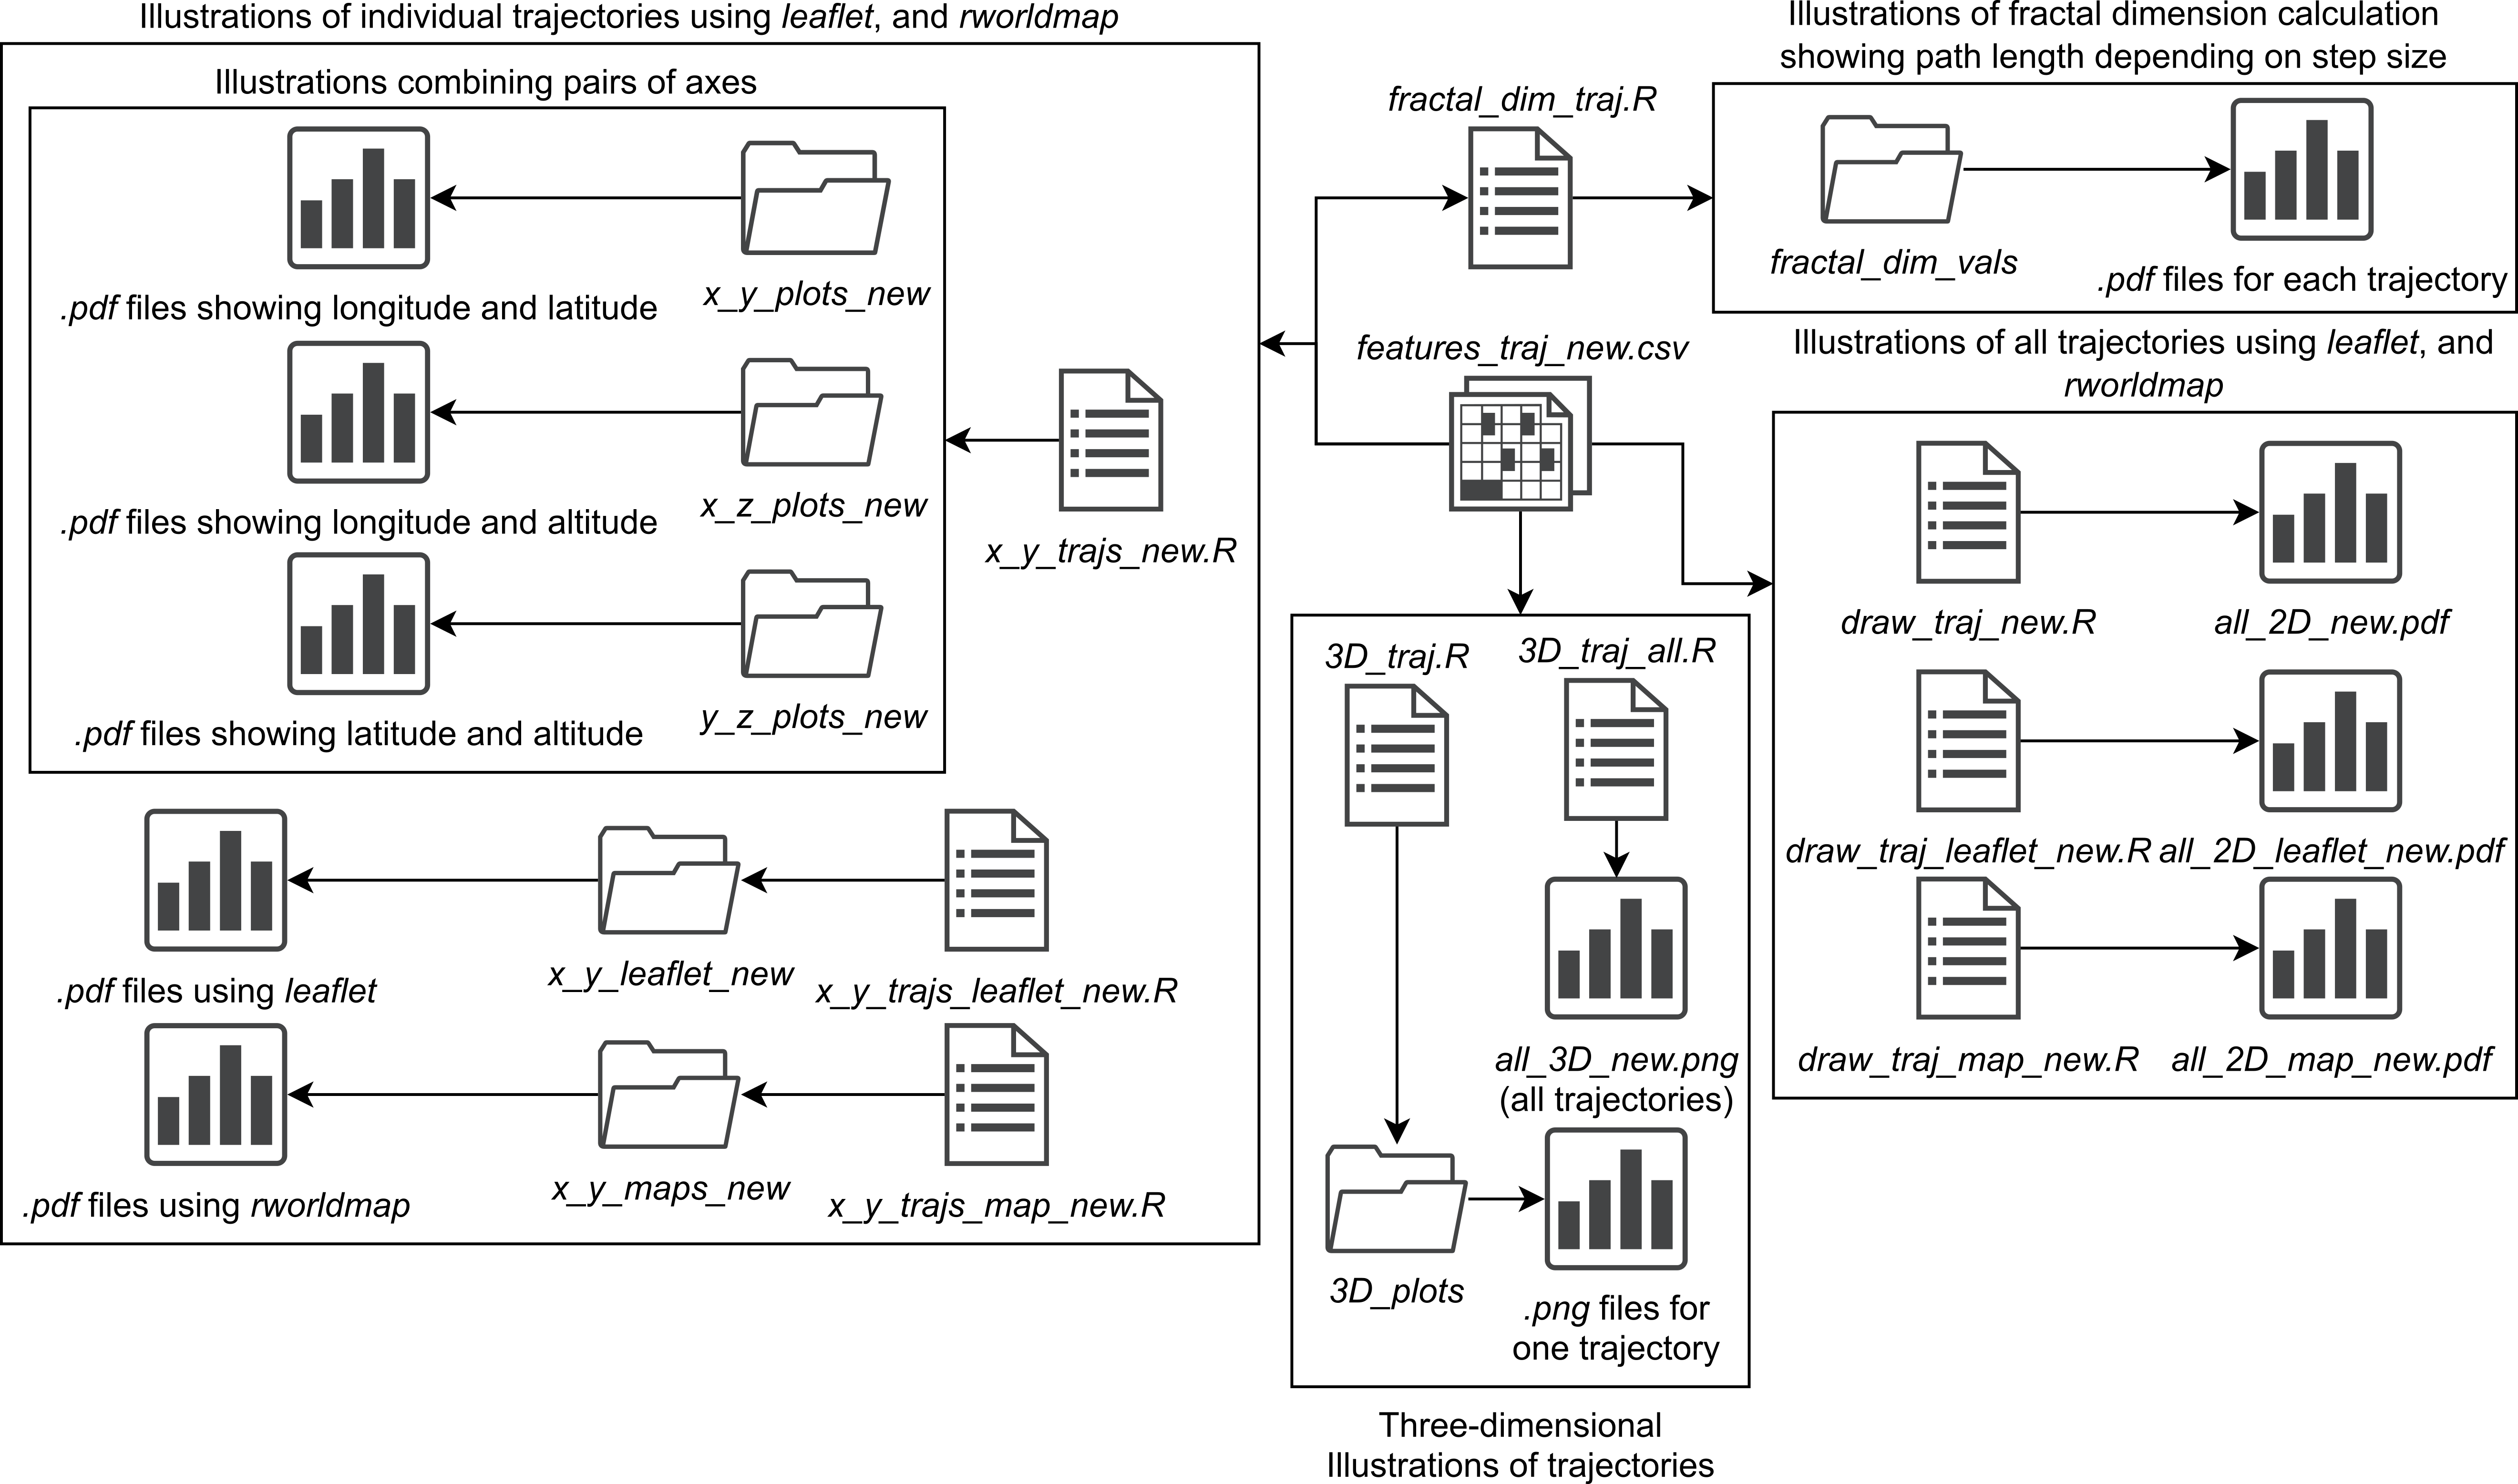 Illustrations of individual trajectories using leaflet, and rworldmap
Illustrations combining pairs of axes
.pdf files showing longitude and latitude
x_y_plots_new
.pdf files showing longitude and altitude
x_z_plots_new
.pdf files showing latitude and altitude
y_z_plots_new
x_y_trajs_new.R
.pdf files using leaflet
x_y_leaflet_new
x_y_trajs_leaflet_new.R
.pdf files using rworldmap
x_y_maps_new
x_y_trajs_map_new.R
fractal_dim_traj.R
features_traj_new.csv
Illustrations of fractal dimension calculation
showing path length depending on step size
fractal_dim_vals
.pdf files for each trajectory
Illustrations of all trajectories using leaflet, and
rworldmap
draw_traj_new.R
all_2D_new.pdf
draw_traj_leaflet_new.R
all_2D_leaflet_new.pdf
draw_traj_map_new.R
all_2D_map_new.pdf
3D_traj.R
3D_traj_all.R
all_3D_new.png
(all trajectories)
3D_plots
.png files for
one trajectory
Three-dimensional
Illustrations of trajectories